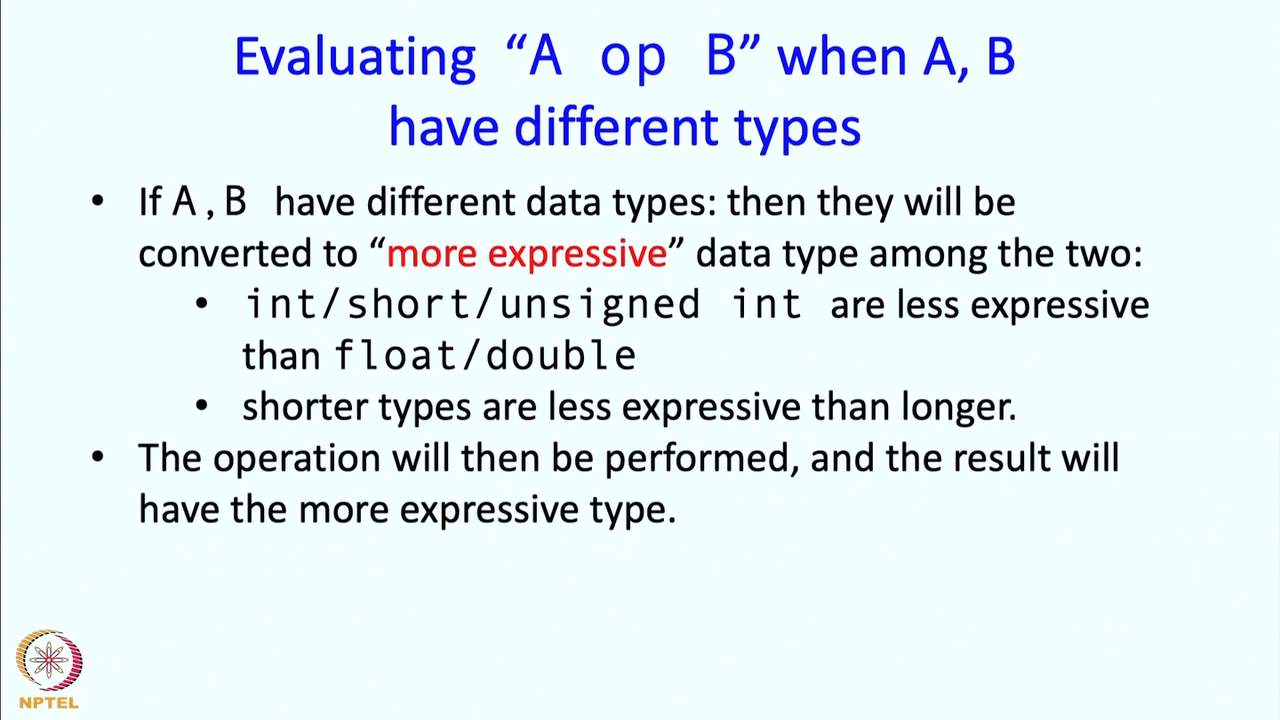 Evaluating “A op B” when A, B
have different types
• If A,B have different data types: then they will be
converted to “more expressive” data type among the two:
• int/short/unsigned int are less expressive
than float/double
• shorter types are less expressive than longer.
• The operation will then be performed, and the result will
have the more expressive type.
NPTEL